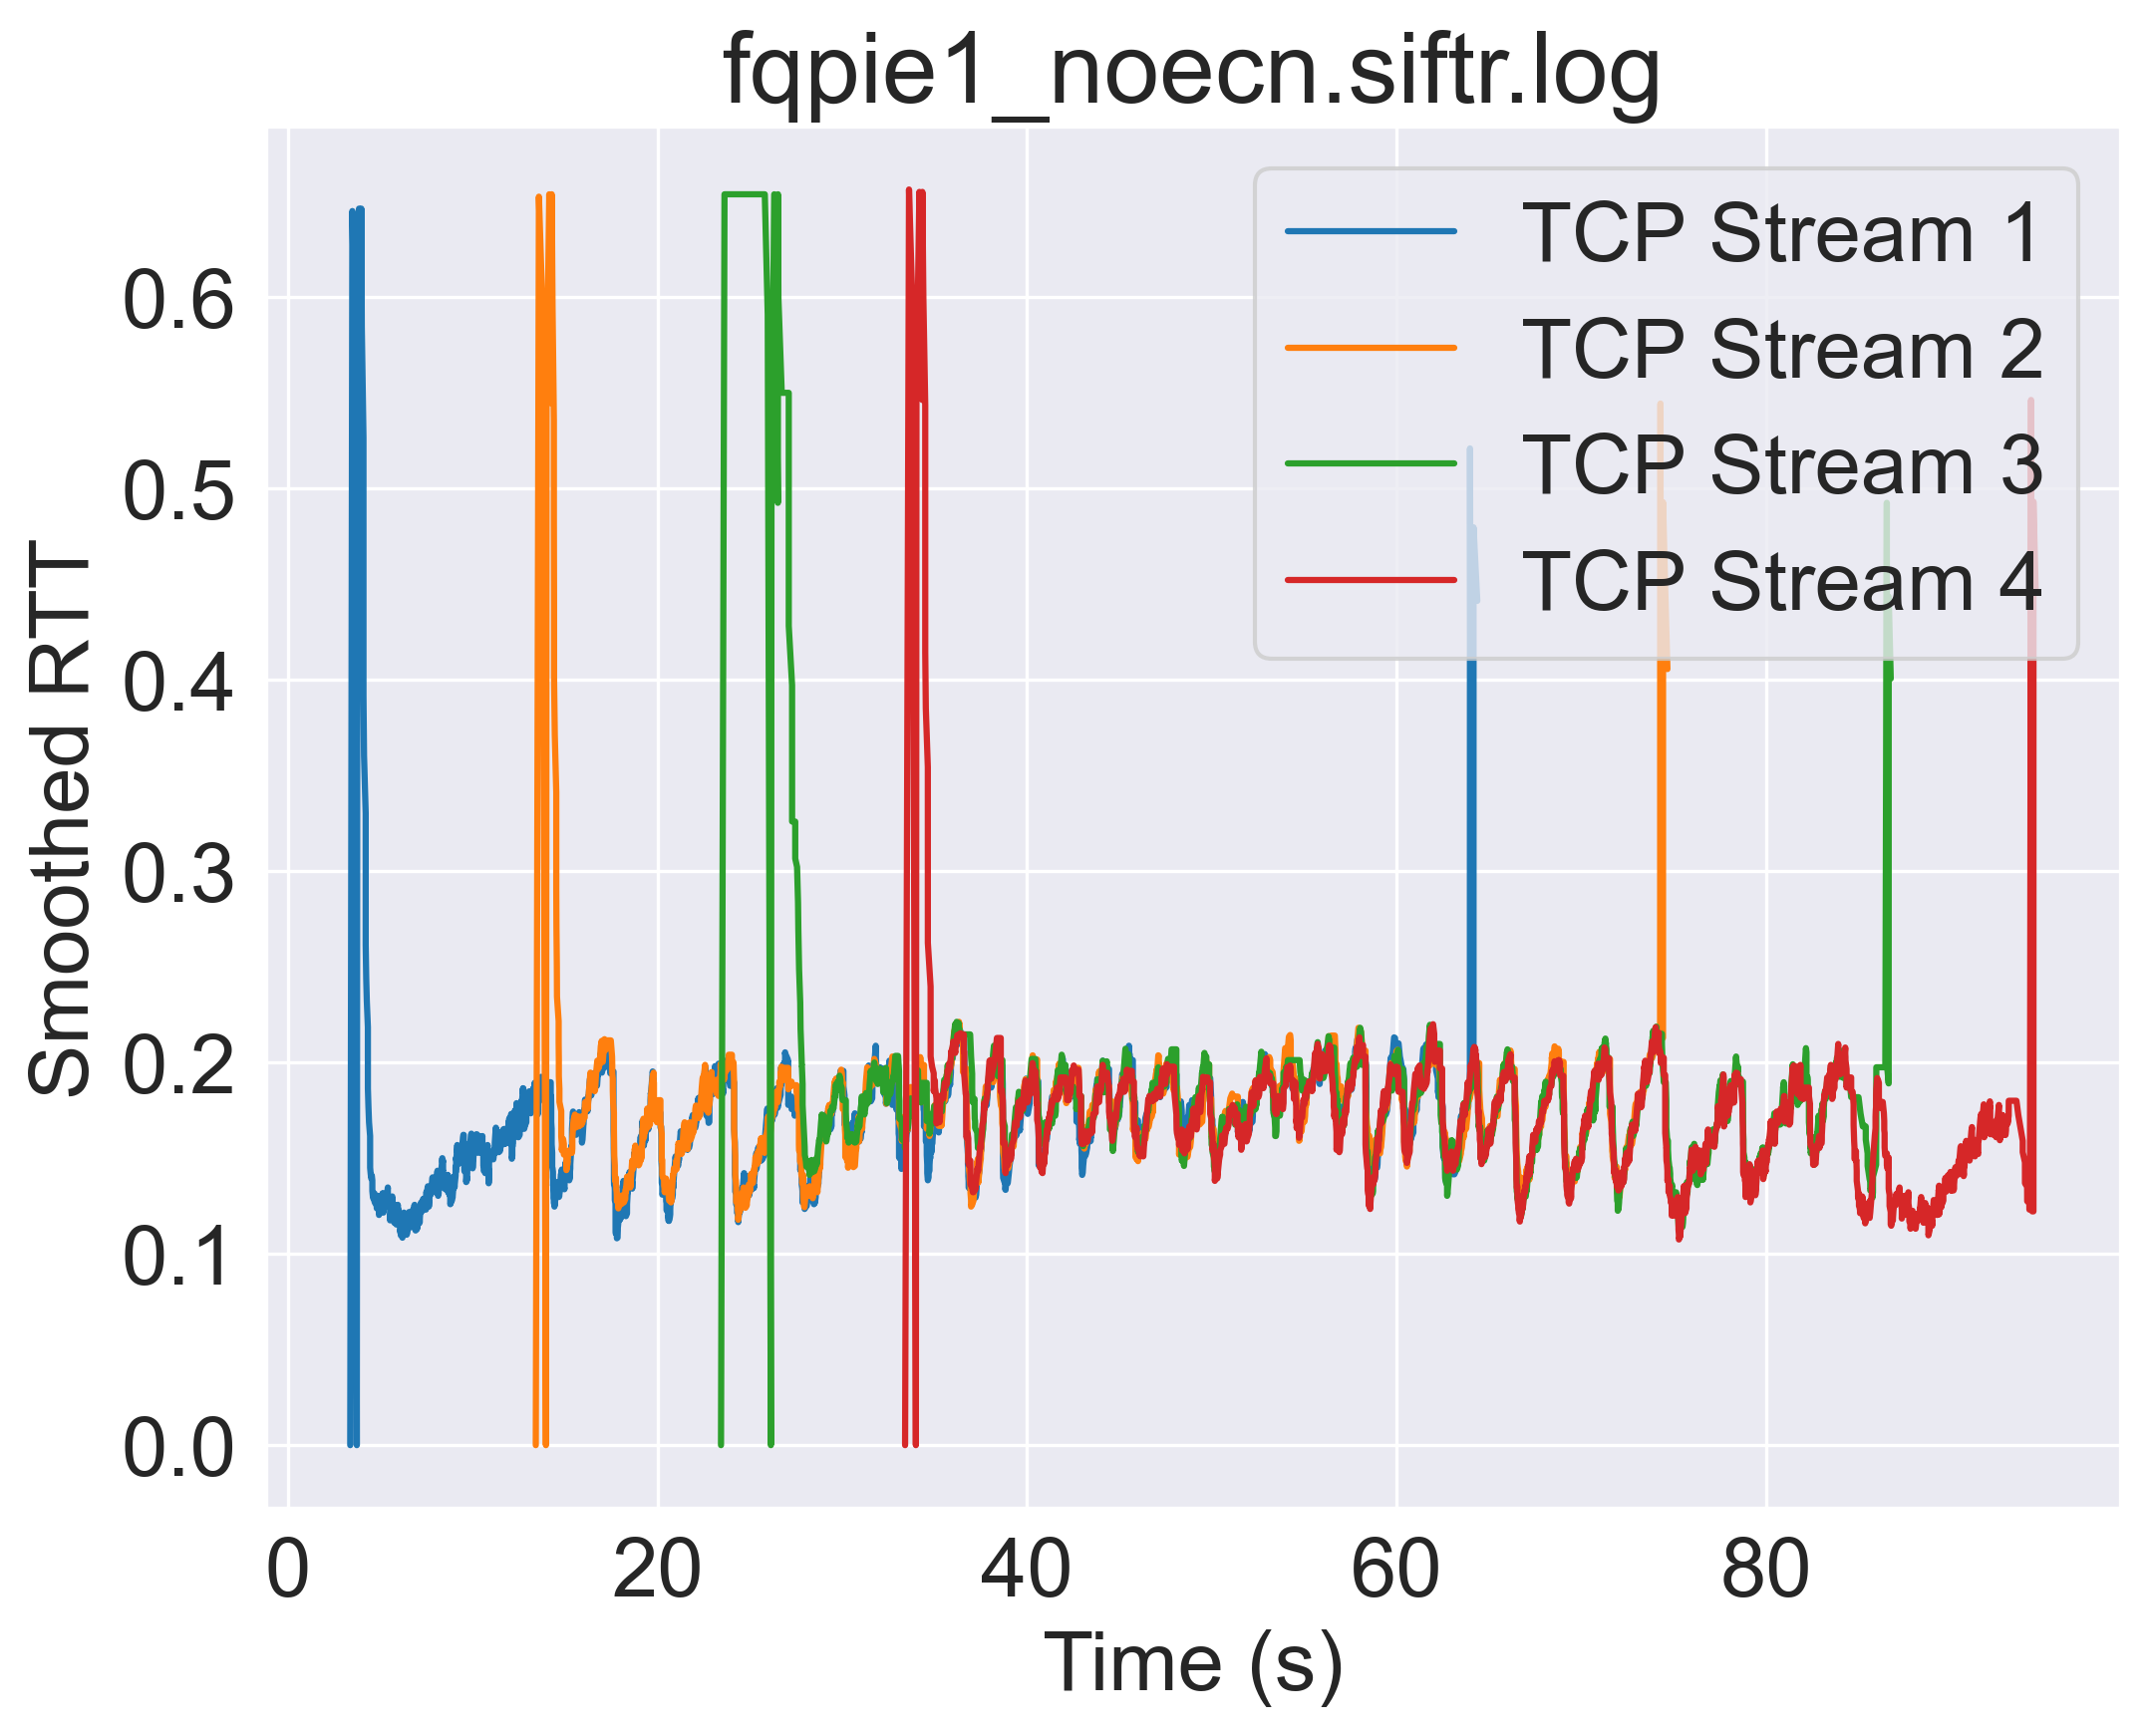 fqpie1_noecn.siftr.log
TCP Stream 1
TCP Stream 2
TCP Stream 3
TCP Stream 4
Smoothed RTT
0.6
0.5
0.4
0.3
0.2
0.1
0.0
0 20 40 60 80
Time (s)